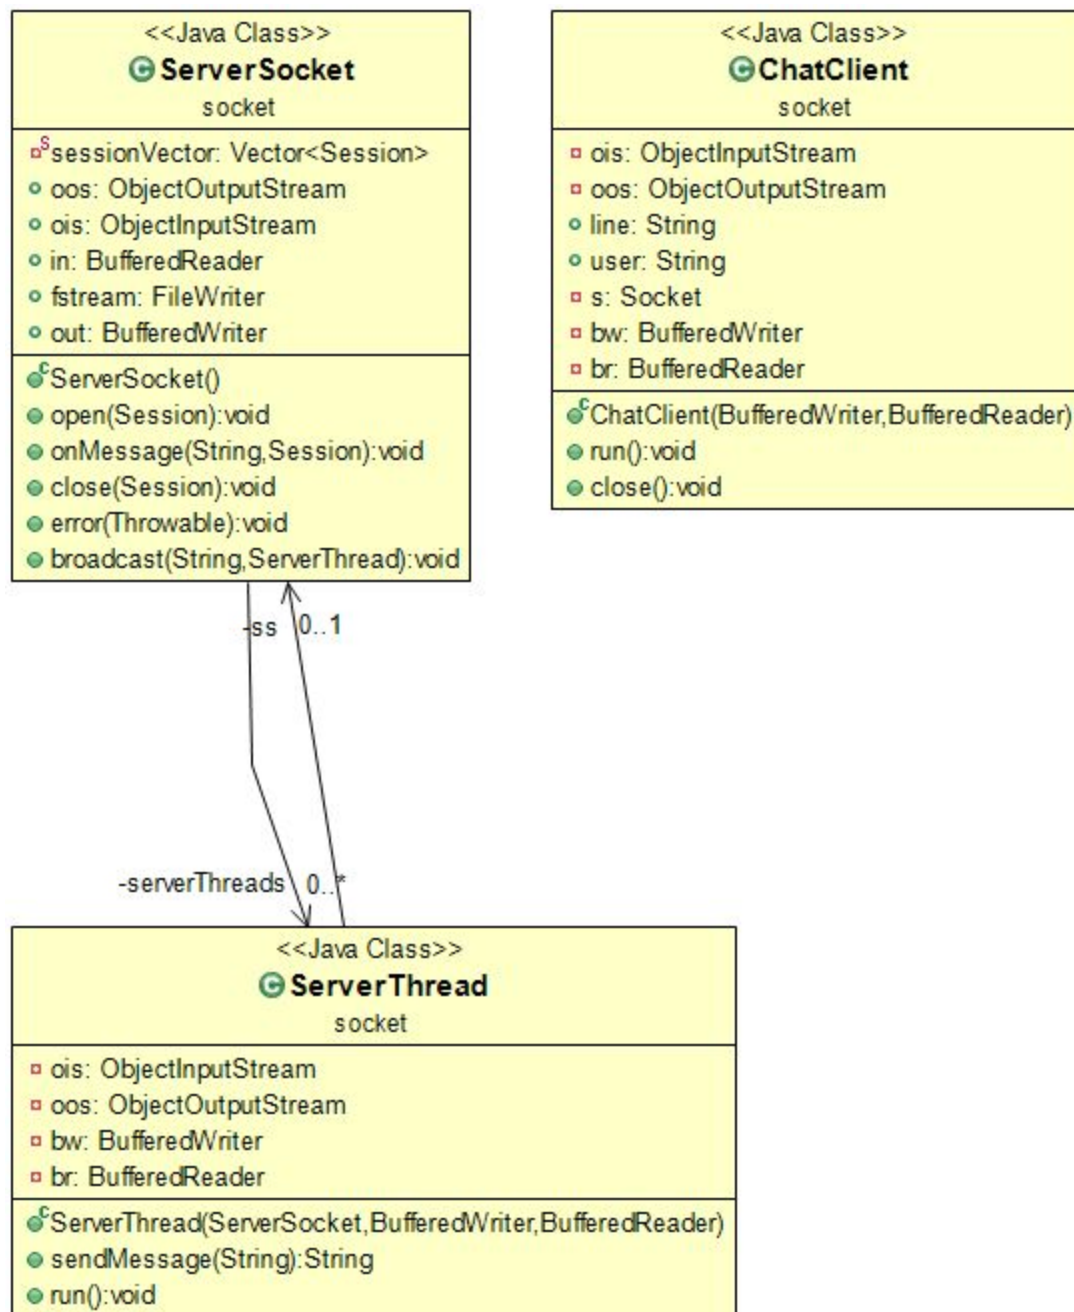 <<Java Class>>
ServerSocket
socket
sessionVector: Vector<Session>
oos: ObjectOutputStream
ois: ObjectInputStream
in: BufferedReader
fstream: FileWriter
out: BufferedWriter
ServerSocket()
open(Session):void
onMessage(String,Session):void
close(Session):void
error(Throwable):void
broadcast(String,ServerThread):void
<<Java Class>>
ChatClient
socket
ois: ObjectInputStream
oos: ObjectOutputStream
line: String
user: String
s: Socket
bw: BufferedWriter
br: BufferedReader
ChatClient(BufferedWriter,BufferedReader)
run():void
close():void
-ss 0..1
-serverThreads 0..*
<<Java Class>>
ServerThread
socket
ois: ObjectInputStream
oos: ObjectOutputStream
bw: BufferedWriter
br: BufferedReader
ServerThread(ServerSocket,BufferedWriter,BufferedReader)
sendMessage(String):String
run():void